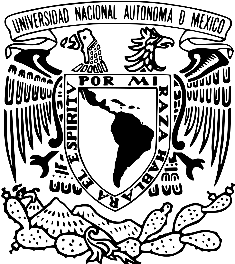 UNIVERSIDAD NACIONAL AUTONOMA D MEXICO
POR MI RAZA HABLARA EL ESPIRITU